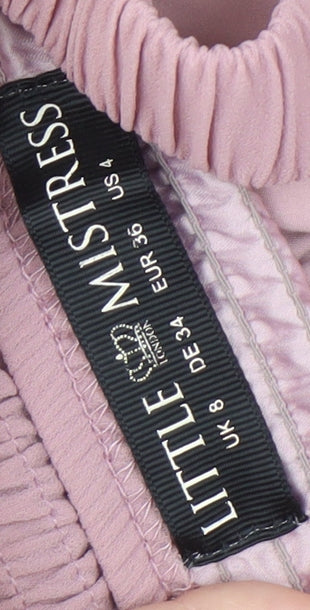 LITTLE MISTRESS
LONDON
UK 8 DE 34 EUR 36 US 4